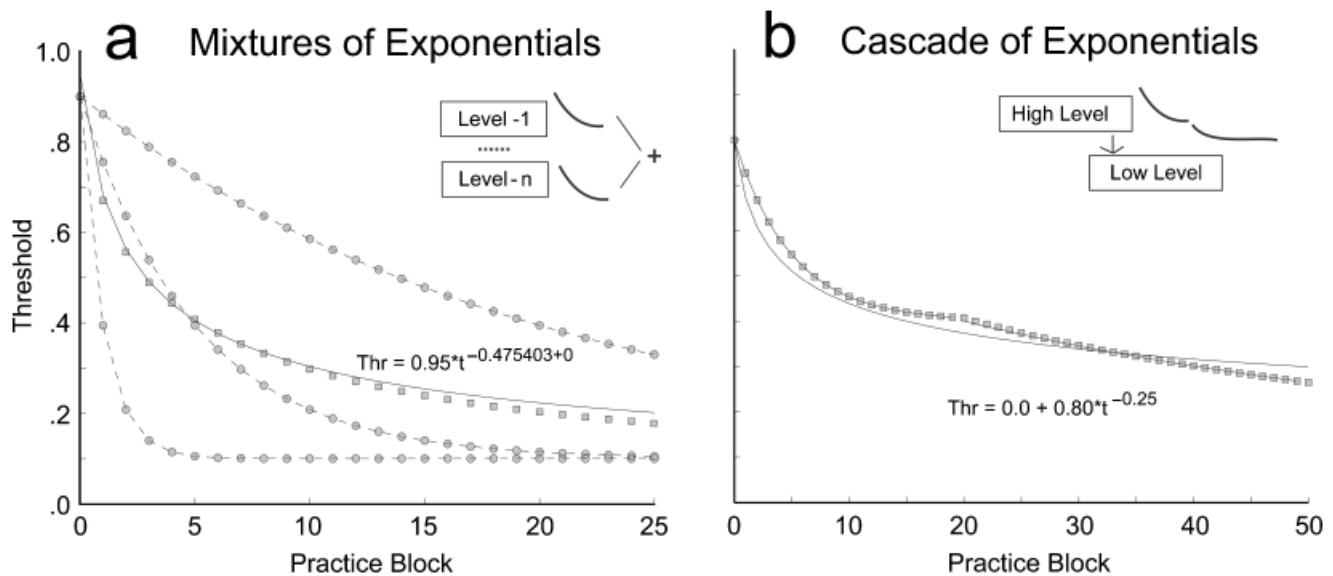 a Mixtures of Exponentials
1.0
.8
.6
.4
.2
.0
Threshold
Level -1
......
Level- n
+
Thr = 0.95*t^-0.475403+0
0 5 10 15 20 25
Practice Block
b Cascade of Exponentials
High Level
Low Level
Thr = 0.0 + 0.80*t^-0.25
0 10 20 30 40 50
Practice Block